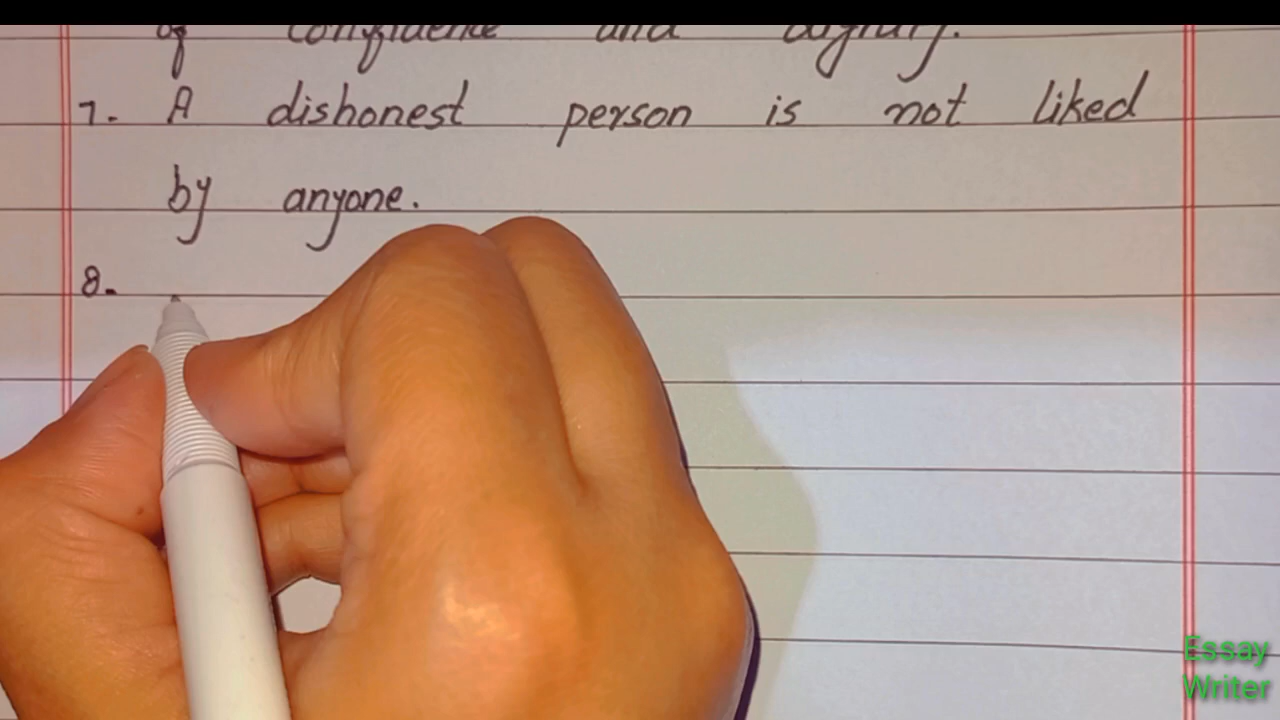 of confidence and dignity.
7. A dishonest person is not liked
by anyone.
8.
Essay
Writer